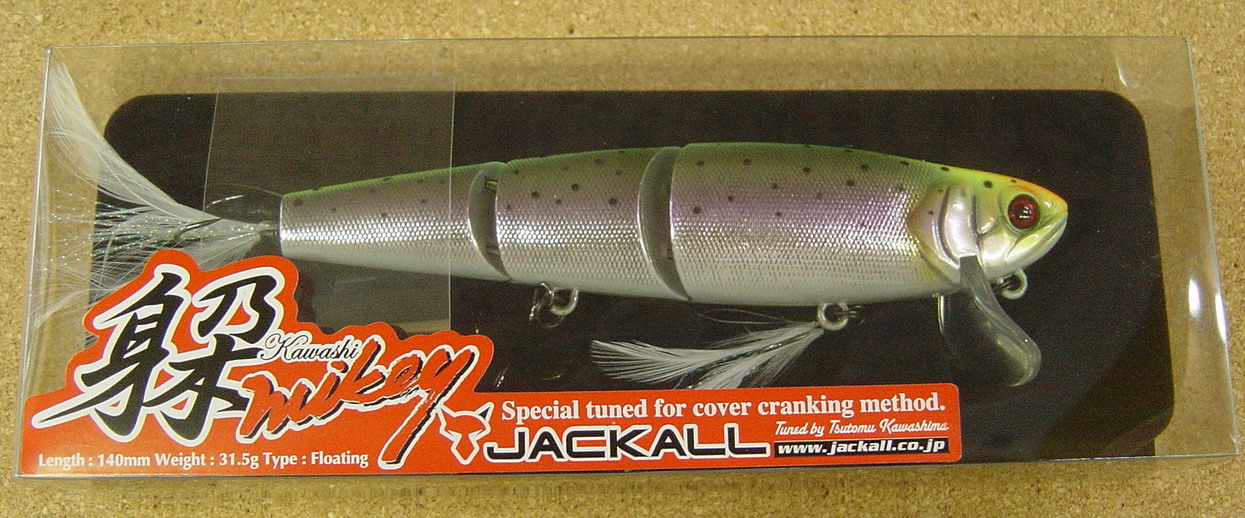 躱
Kawashi
mikey
Special tuned for cover cranking method.
Tuned by Tsutomu Kawashima
JACKALL
www.jackall.co.jp
Length : 140mm Weight : 31.5g Type : Floating